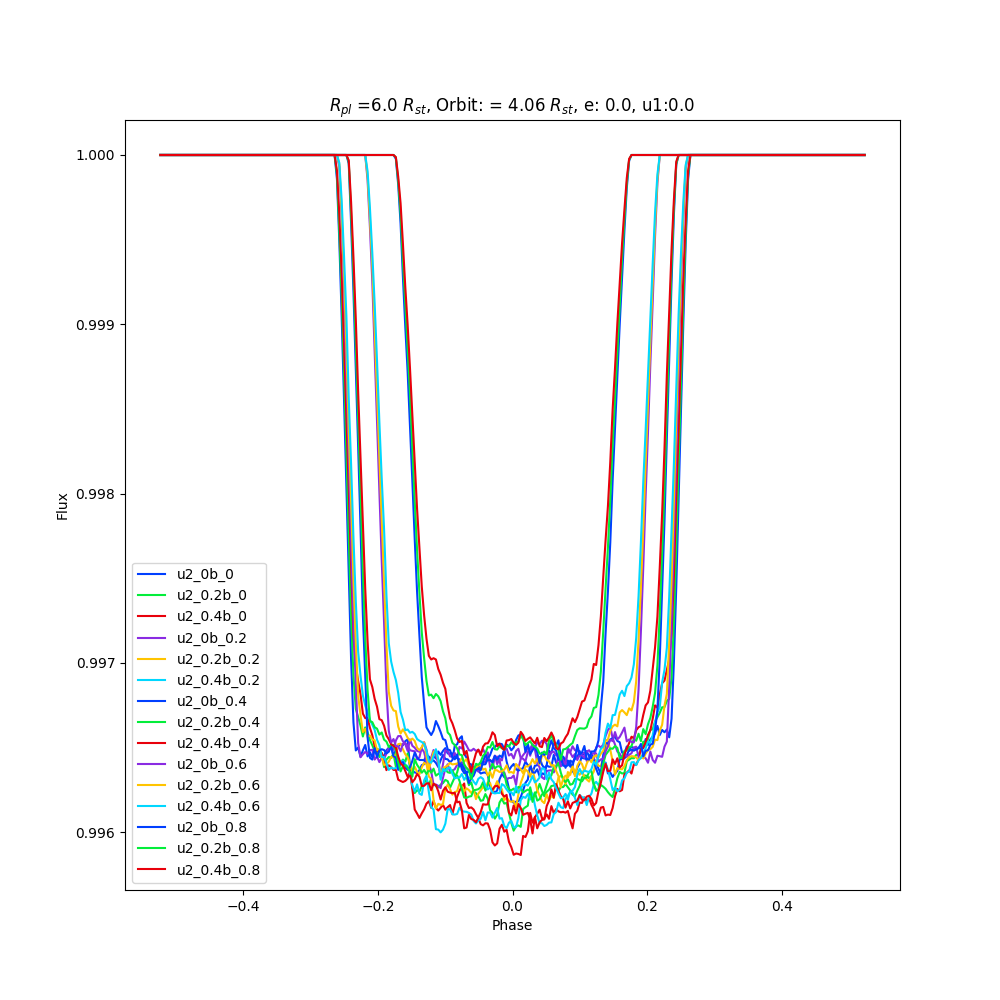 R_pl =6.0 R_st, Orbit: = 4.06 R_st, e: 0.0, u1:0.0
1.000
0.999
0.998
0.997
0.996
Flux
u2_0b_0
u2_0.2b_0
u2_0.4b_0
u2_0b_0.2
u2_0.2b_0.2
u2_0.4b_0.2
u2_0b_0.4
u2_0.2b_0.4
u2_0.4b_0.4
u2_0b_0.6
u2_0.2b_0.6
u2_0.4b_0.6
u2_0b_0.8
u2_0.2b_0.8
u2_0.4b_0.8
−0.4 −0.2 0.0 0.2 0.4
Phase